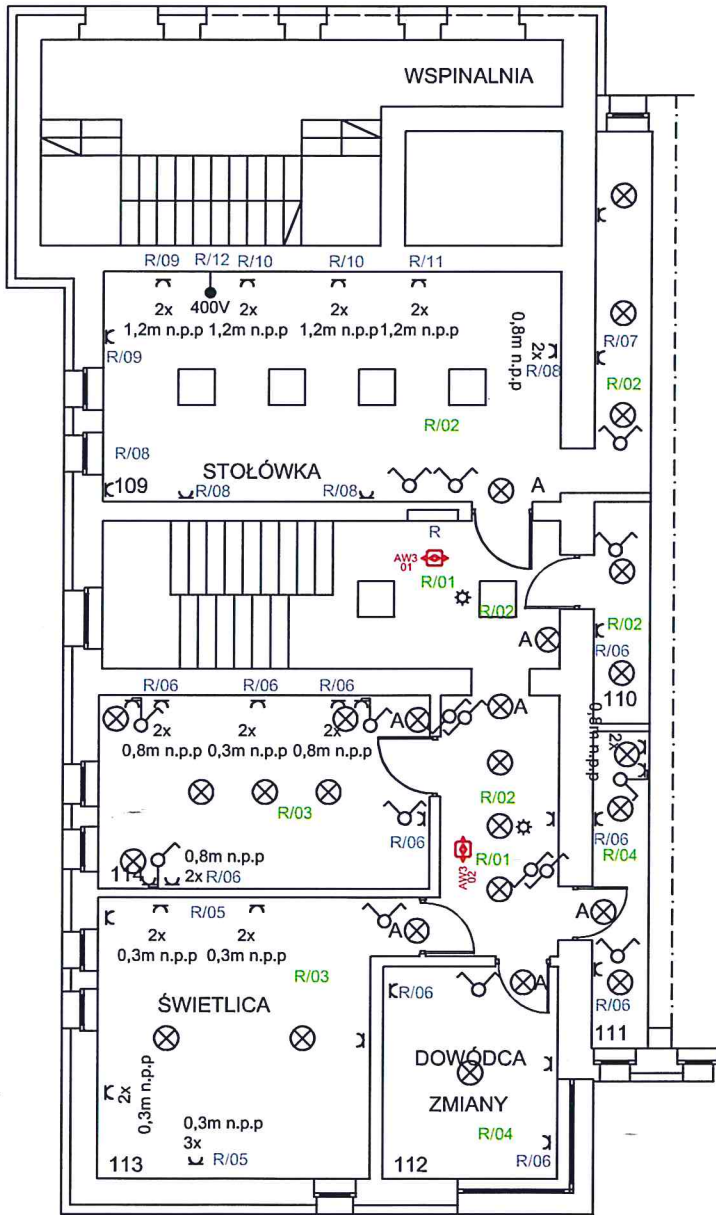 WSPINALNIA
R/09 R/12 R/10 R/10 R/11
2x 400V 2x 2x 2x
1,2m n.p.p 1,2m n.p.p 1,2m n.p.p 1,2m n.p.p
0,8m n.p.p
2x
R/08
R/09
R/07
R/02
R/02
R/08
STOŁÓWKA
109
R/08
R/08
A
R
AW3
01
R/01
R/02
A
R/02
R/06
110
R/06 R/06 R/06
2x 2x 2x
0,8m n.p.p 0,3m n.p.p 0,8m n.p.p
A
A
0,8m n.p.p
2x
R/03
R/02
R/06
R/06
R/04
R/01
AW3
02
0,8m n.p.p
114
2x R/06
R/05
2x 2x
0,3m n.p.p 0,3m n.p.p
A
A
R/03
ŚWIETLICA
R/06
A
R/06
111
DOWÓDCA
ZMIANY
2x
0,3m n.p.p
0,3m n.p.p
3x
R/05
113
R/04
112
R/06